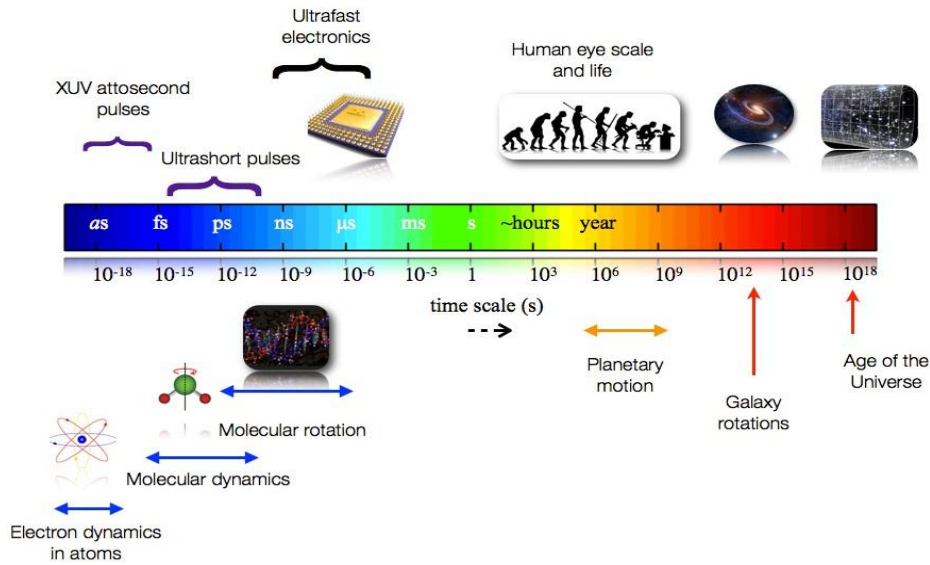 Ultrafast
electronics
Human eye scale
and life
XUV attosecond
pulses
Ultrashort pulses
as fs ps ns μs ms s ~hours year
10-18 10-15 10-12 10-9 10-6 10-3 1 103 106 109 1012 1015 1018
time scale (s)
Planetary
motion
Age of the
Universe
Galaxy
rotations
Molecular rotation
Molecular dynamics
Electron dynamics
in atoms